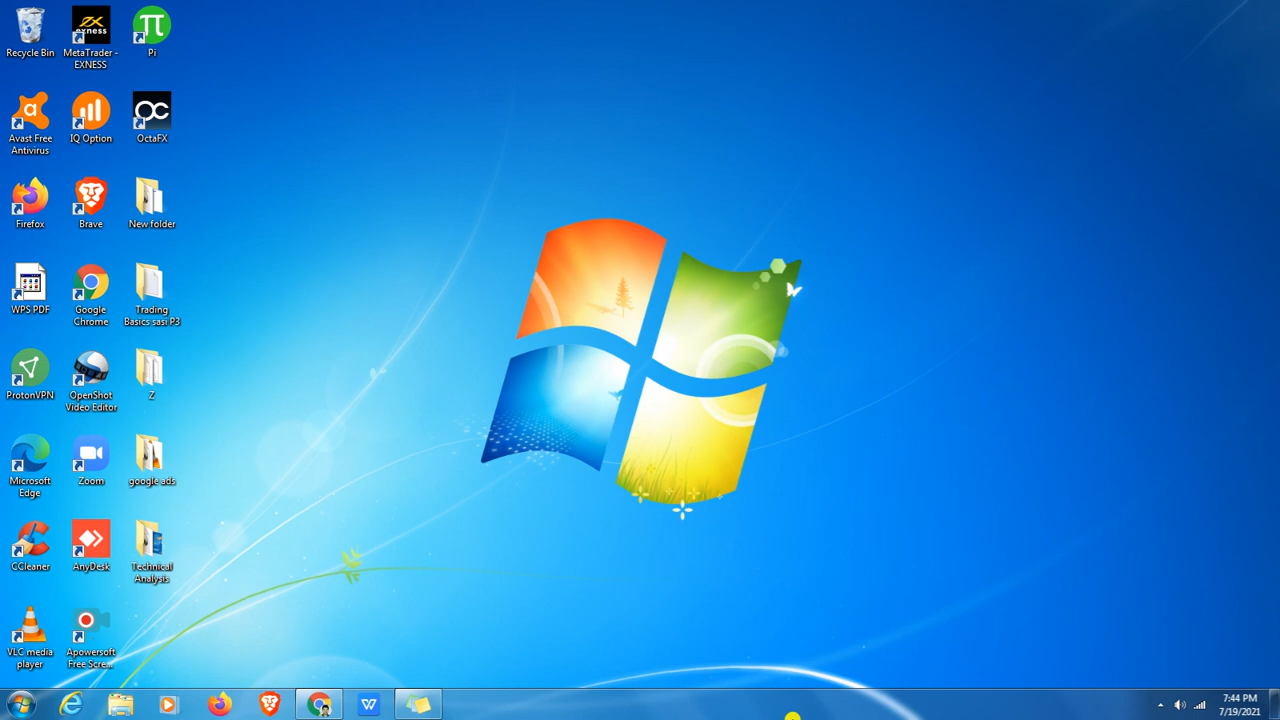 Recycle Bin
MetaTrader -
EXNESS
exness
Pi
Avast Free
Antivirus
IQ Option
OC
OctaFX
Firefox
Brave
New folder
WPS PDF
Google
Chrome
Trading
Basics sasi P3
ProtonVPN
OpenShot
Video Editor
Z
Microsoft
Edge
Zoom
google ads
CCleaner
AnyDesk
Technical
Analysis
VLC media
player
Apowersoft
Free Scre...
7:44 PM
7/19/2021